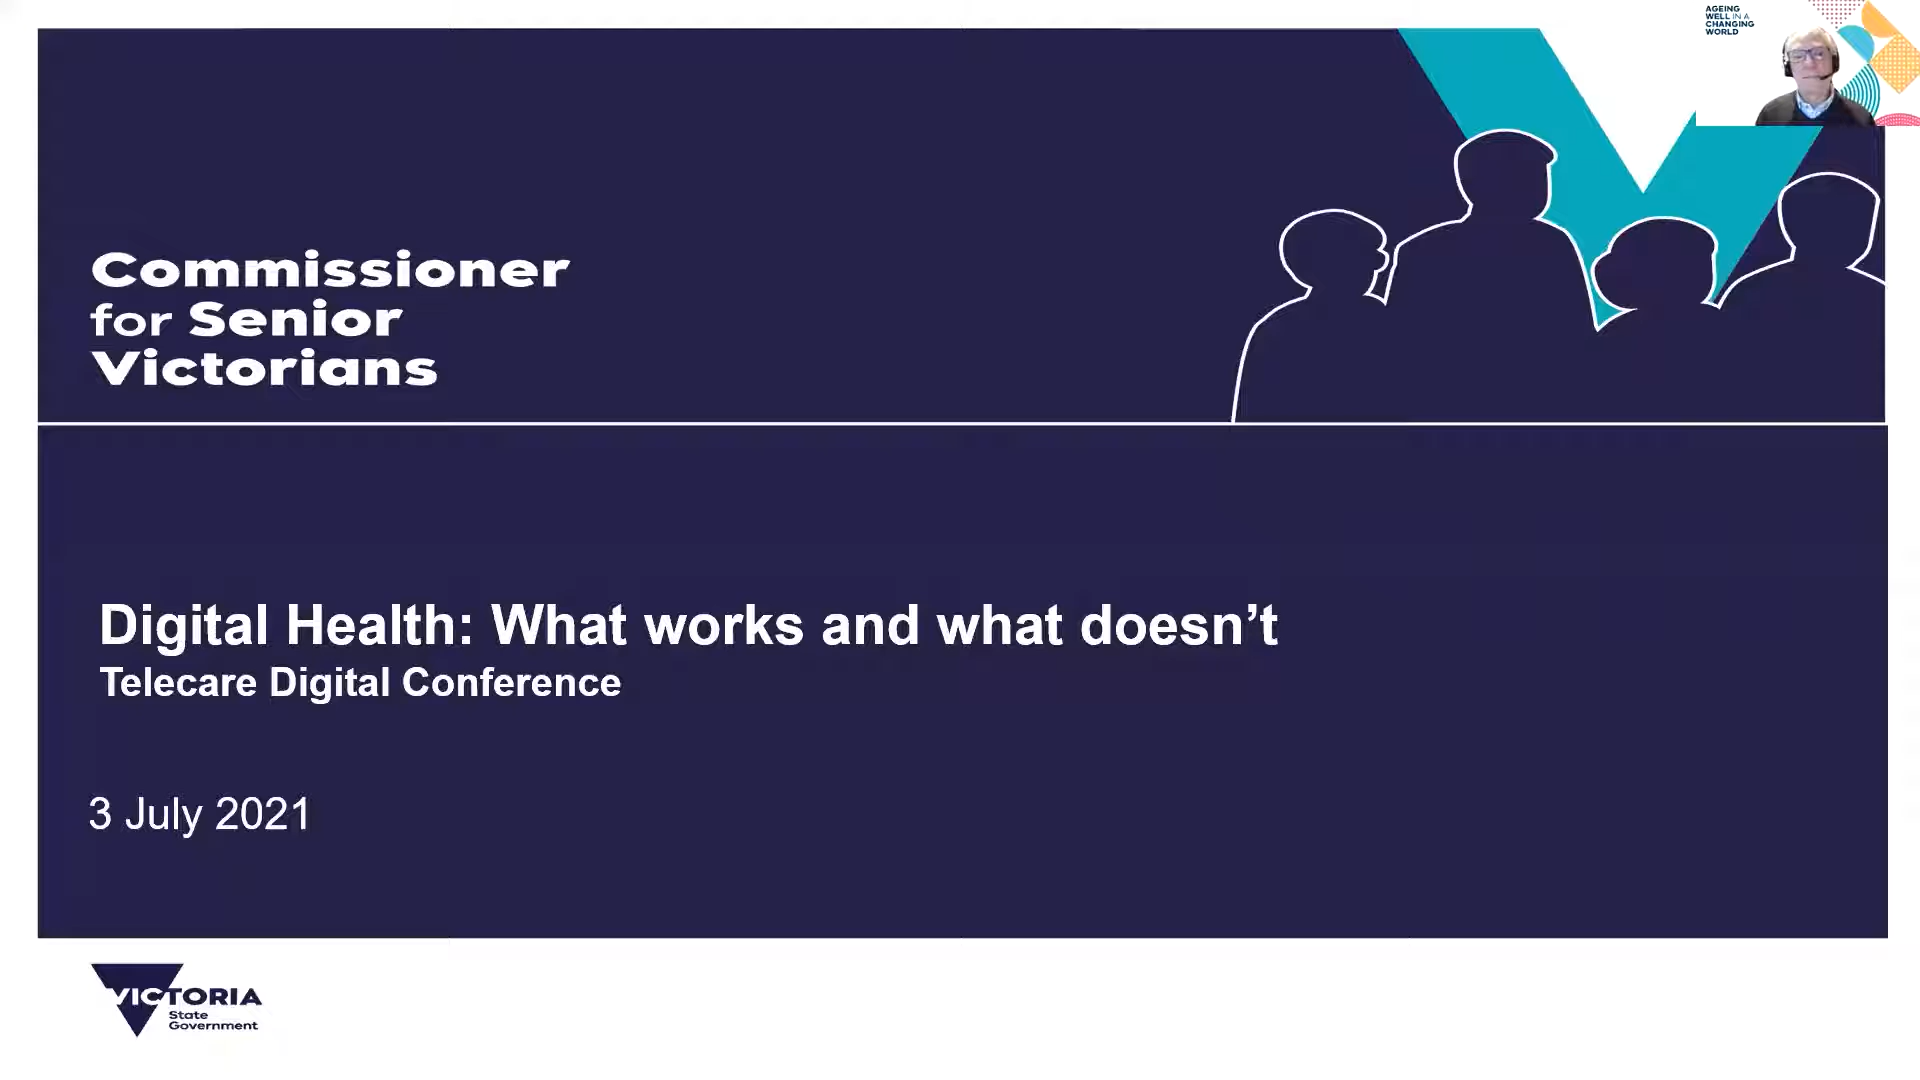 AGEING
WELL IN A
CHANGING
WORLD
Commissioner
for Senior
Victorians
Digital Health: What works and what doesn’t
Telecare Digital Conference
3 July 2021
VICTORIA
State
Government